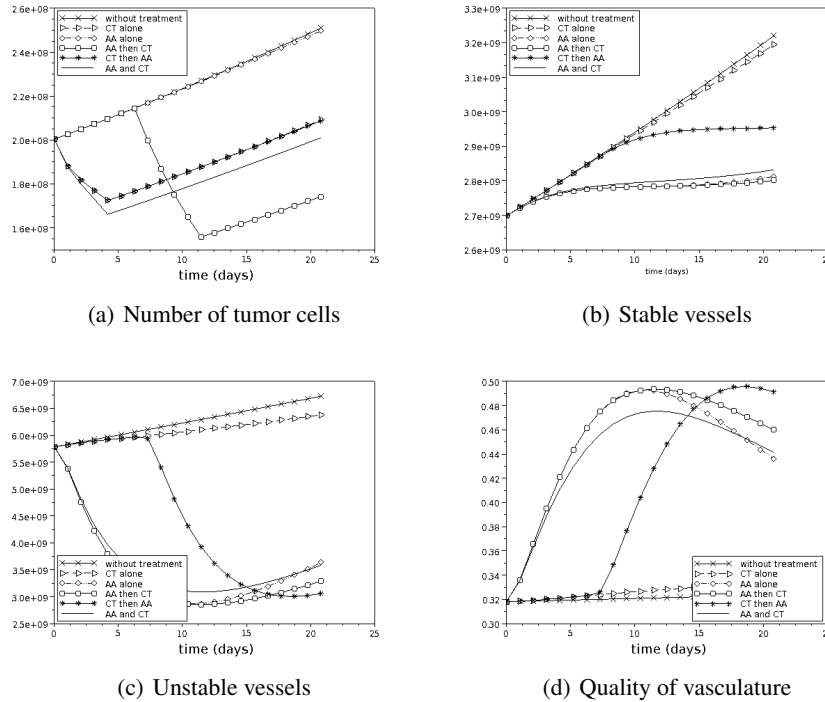 2.6e+08
2.4e+08
2.2e+08
2.0e+08
1.8e+08
1.6e+08
without treatment
CT alone
AA alone
AA then CT
CT then AA
AA and CT
0 5 10 15 20 25
time (days)
(a) Number of tumor cells
3.3e+09
3.2e+09
3.1e+09
3.0e+09
2.9e+09
2.8e+09
2.7e+09
2.6e+09
without treatment
CT alone
AA alone
AA then CT
CT then AA
AA and CT
0 5 10 15 20 25
time (days)
(b) Stable vessels
7.0e+09
6.5e+09
6.0e+09
5.5e+09
5.0e+09
4.5e+09
4.0e+09
3.5e+09
3.0e+09
2.5e+09
without treatment
CT alone
AA alone
AA then CT
CT then AA
AA and CT
0 5 10 15 20 25
time (days)
(c) Unstable vessels
0.50
0.48
0.46
0.44
0.42
0.40
0.38
0.36
0.34
0.32
0.30
without treatment
CT alone
AA alone
AA then CT
CT then AA
AA and CT
0 5 10 15 20 25
time (days)
(d) Quality of vasculature